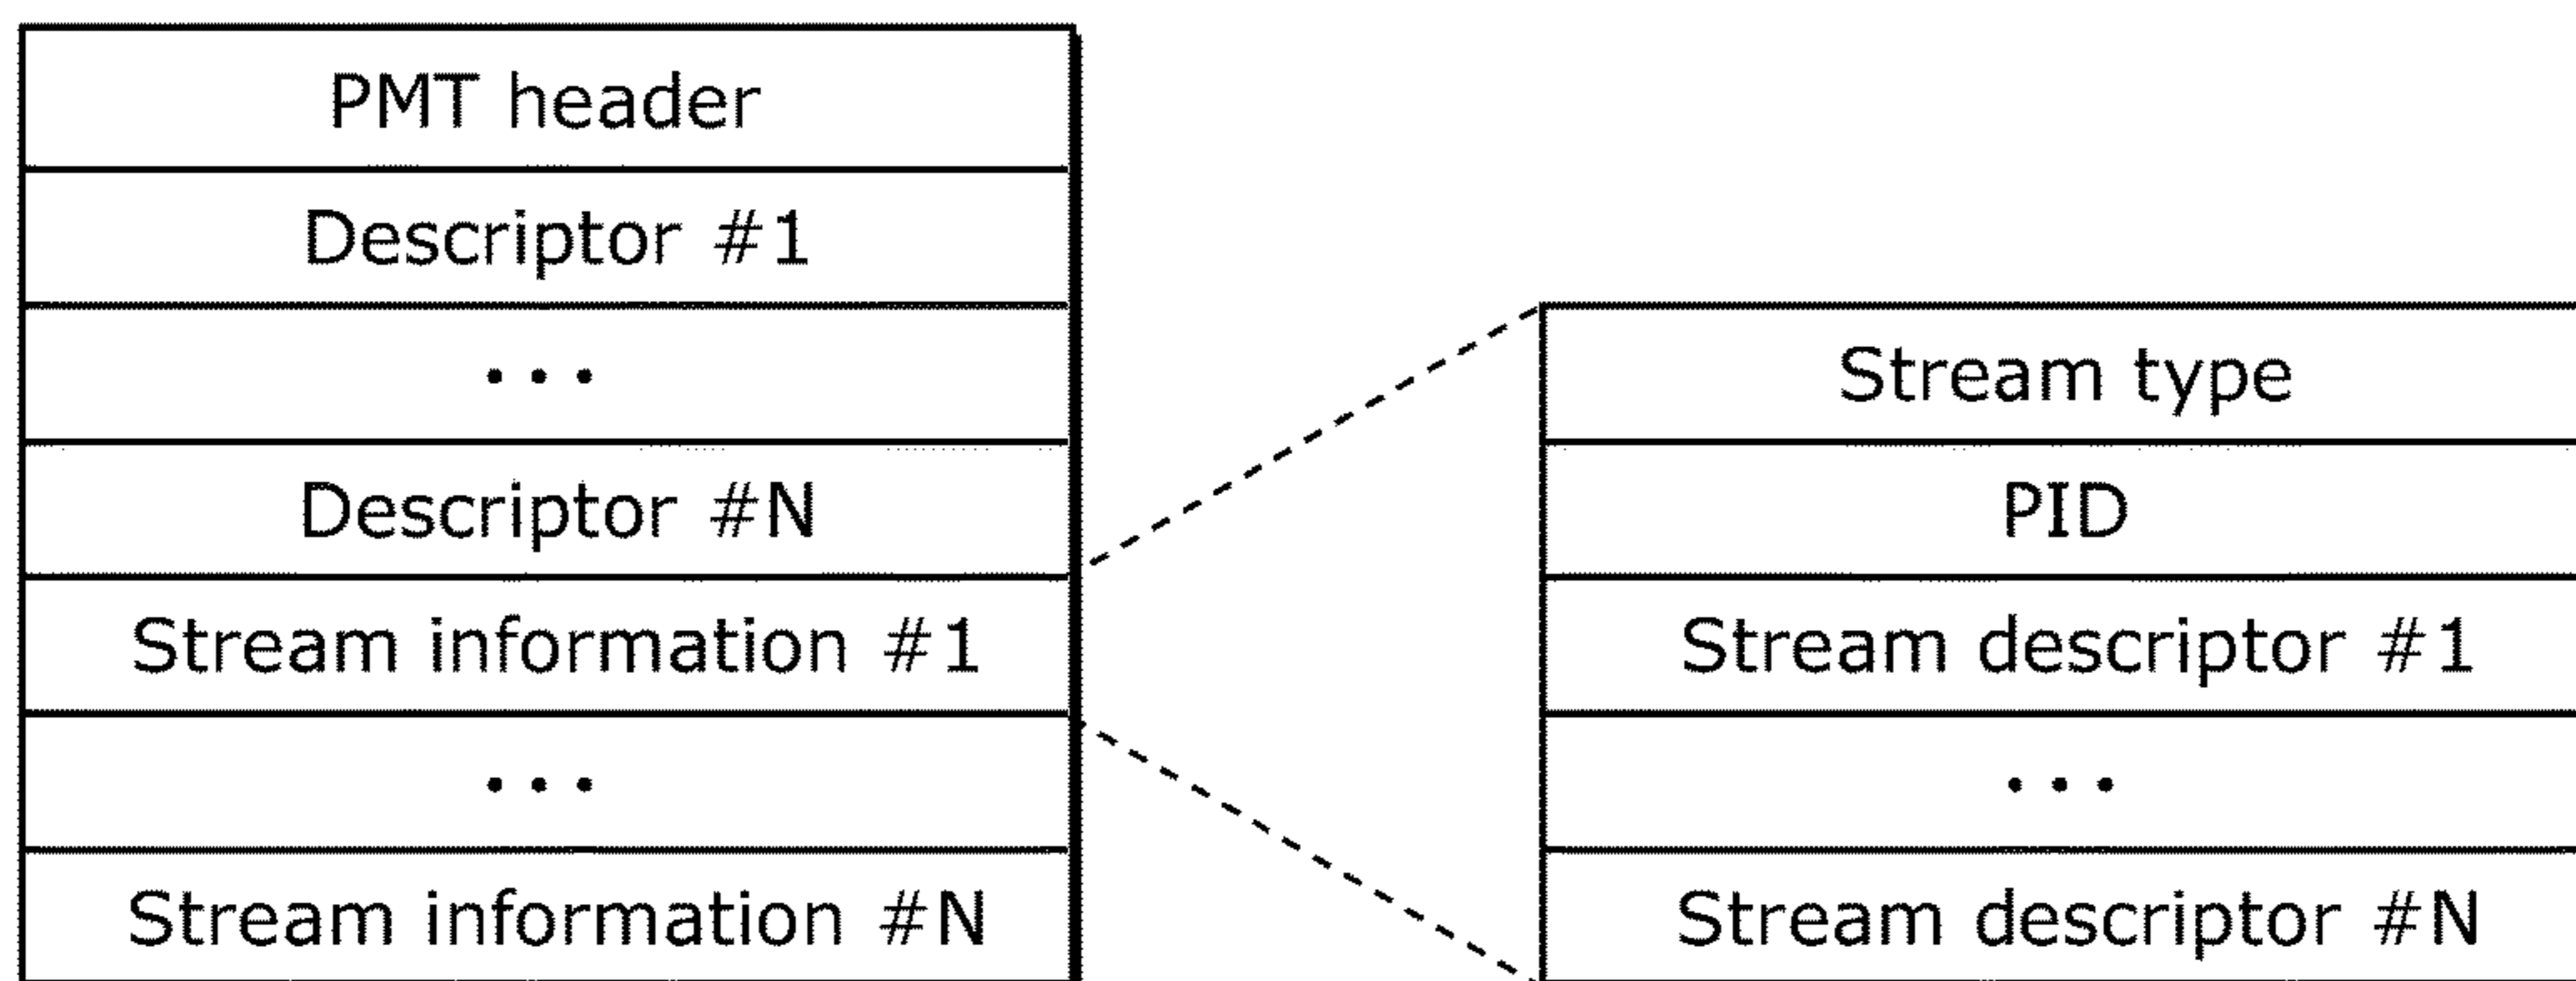 PMT header
Descriptor #1
...
Descriptor #N
Stream information #1
...
Stream information #N
Stream type
PID
Stream descriptor #1
...
Stream descriptor #N